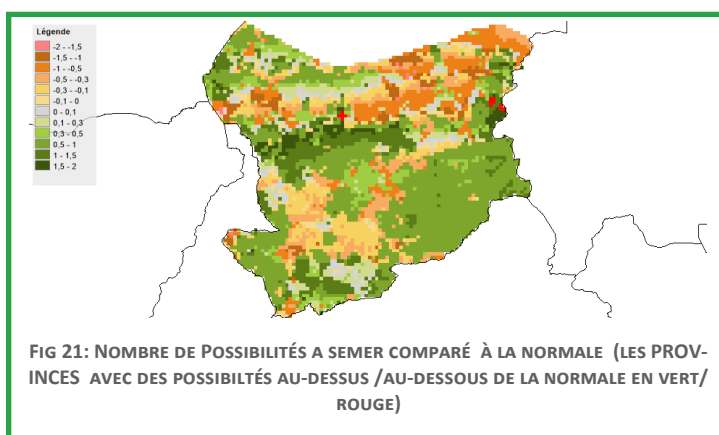 Légende
-2 - -1,5
-1,5 - -1
-1 - -0,5
-0,5 - -0,3
-0,3 - -0,1
-0,1 - 0
0 - 0,1
0,1 - 0,3
0,3 - 0,5
0,5 - 1
1 - 1,5
1,5 - 2
FIG 21: NOMBRE DE POSSIBILITÉS A SEMER COMPARÉ À LA NORMALE (LES PROV-
INCES AVEC DES POSSIBILTÉS AU-DESSUS /AU-DESSOUS DE LA NORMALE EN VERT/
ROUGE)